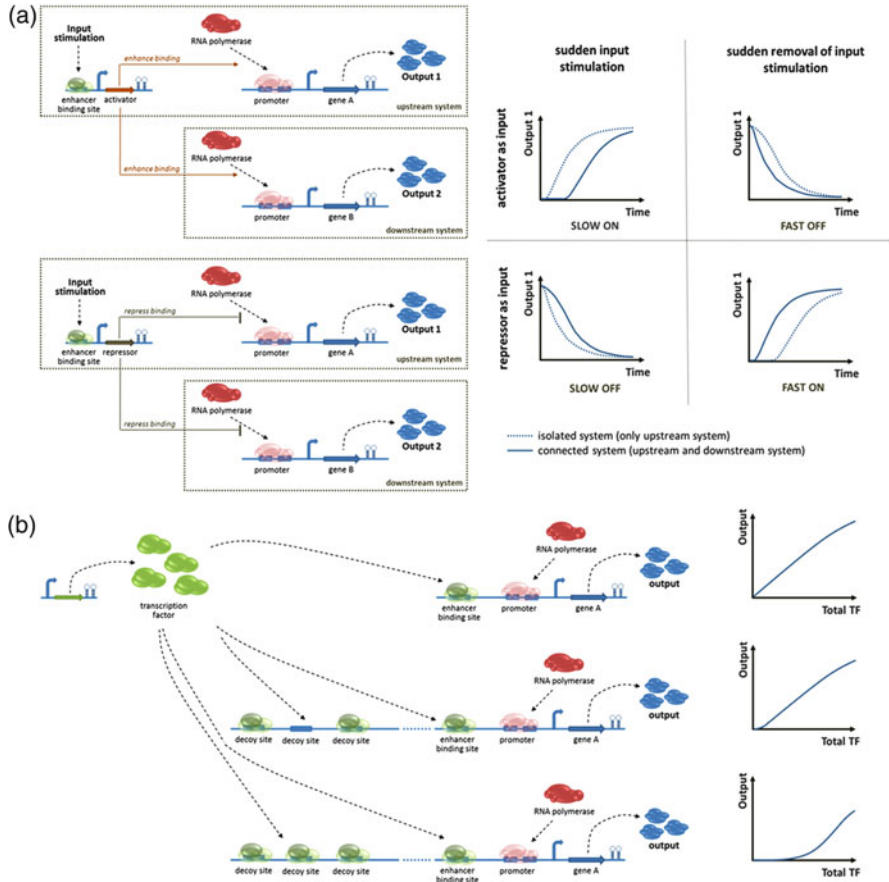 (a)
Input
stimulation
enhance binding
RNA polymerase
Output 1
enhancer
binding site
activator
promoter
gene A
upstream system
enhance binding
RNA polymerase
Output 2
promoter
gene B
downstream system
Input
stimulation
repress binding
RNA polymerase
Output 1
enhancer
binding site
repressor
promoter
gene A
upstream system
repress binding
RNA polymerase
Output 2
promoter
gene B
downstream system
sudden input
stimulation
sudden removal of input
stimulation
activator as input
Output 1
Time
SLOW ON
Output 1
Time
FAST OFF
repressor as input
Output 1
Time
SLOW OFF
Output 1
Time
FAST ON
isolated system (only upstream system)
connected system (upstream and downstream system)
(b)
transcription
factor
RNA polymerase
output
enhancer
binding site
promoter
gene A
Output
Total TF
RNA polymerase
output
decoy site
decoy site
decoy site
enhancer
binding site
promoter
gene A
Output
Total TF
RNA polymerase
output
decoy site
decoy site
decoy site
enhancer
binding site
promoter
gene A
Output
Total TF